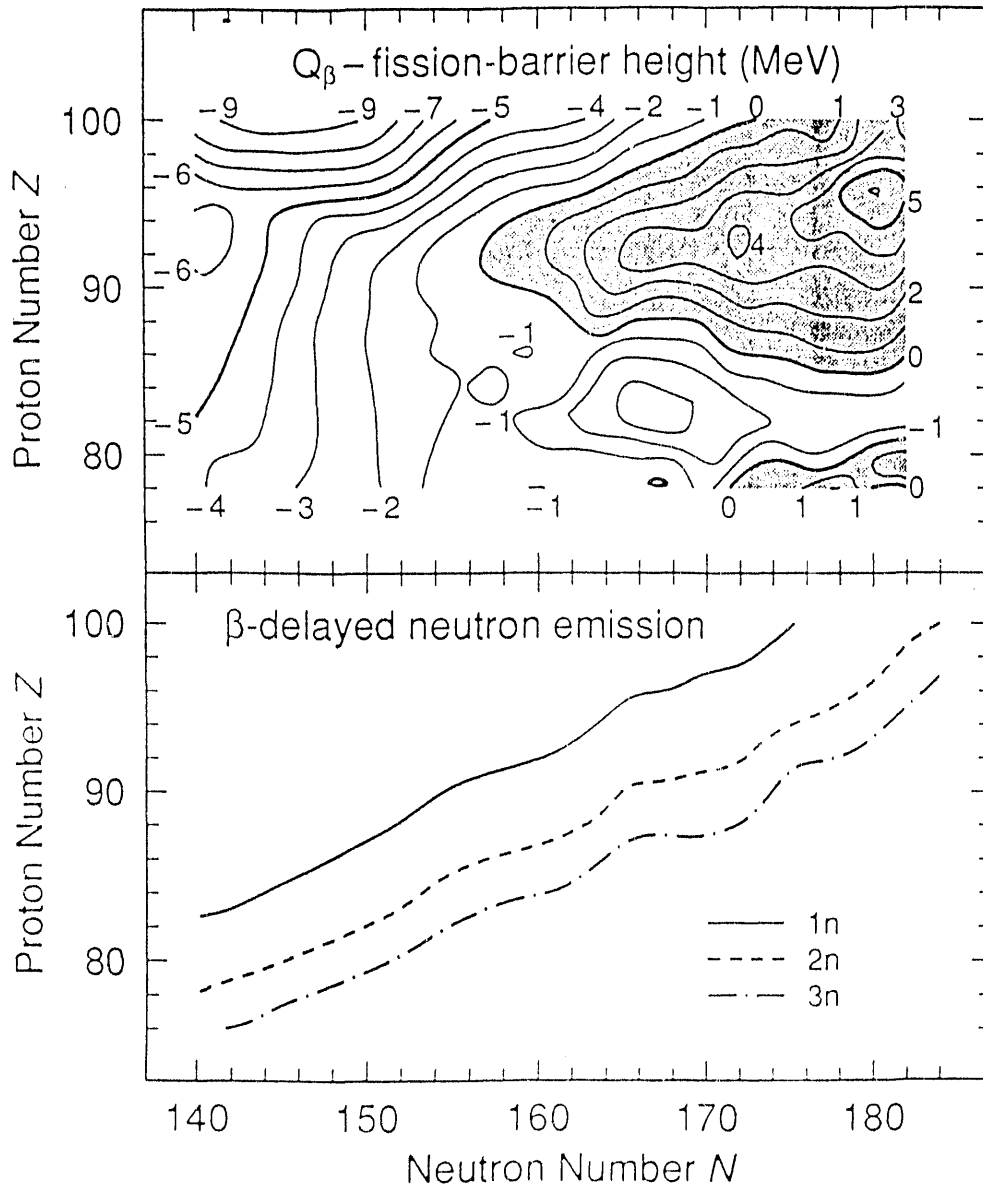 Qβ – fission-barrier height (MeV)
−9 −9 −7 −5 −4 −2 −1 0 1 3
100
−6
5
−6
4
90
2
−1
0
−5
−1
−1
80
0
−4 −3 −2 −1 0 1 1
Proton Number Z
β-delayed neutron emission
100
90
80
1n
2n
3n
Proton Number Z
140 150 160 170 180
Neutron Number N